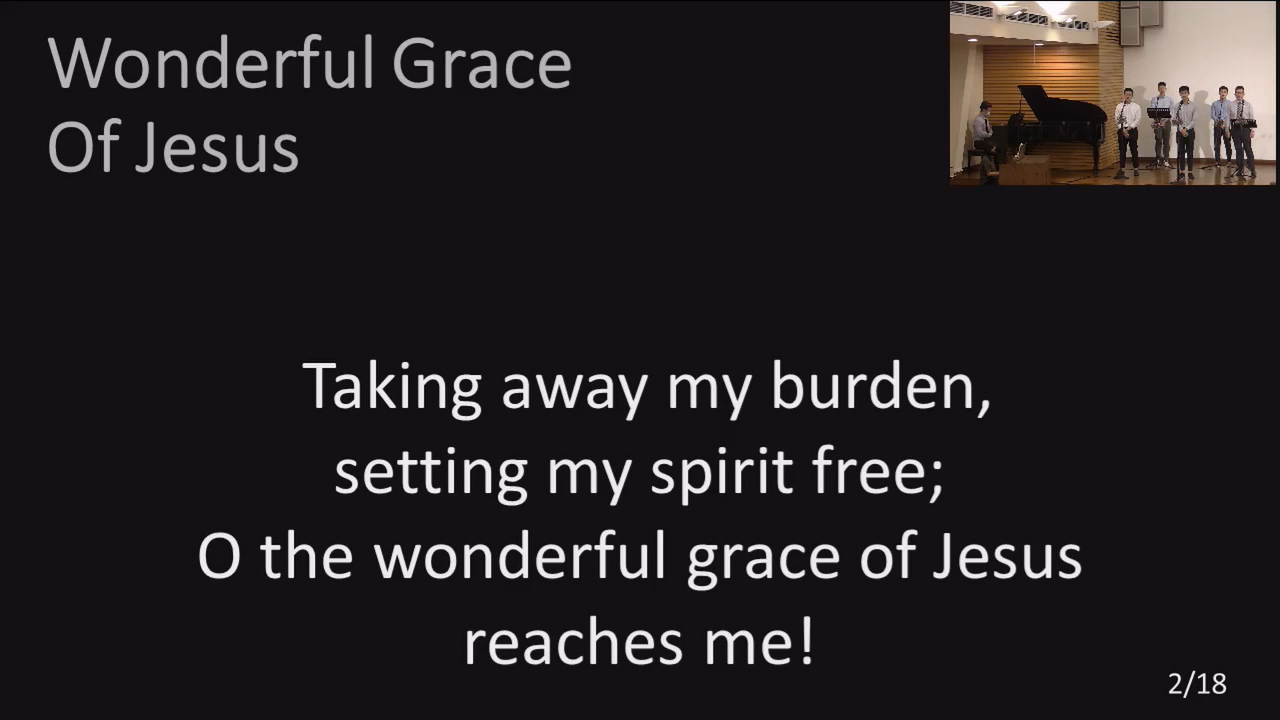 Wonderful Grace
Of Jesus
Taking away my burden,
setting my spirit free;
O the wonderful grace of Jesus
reaches me!
2/18